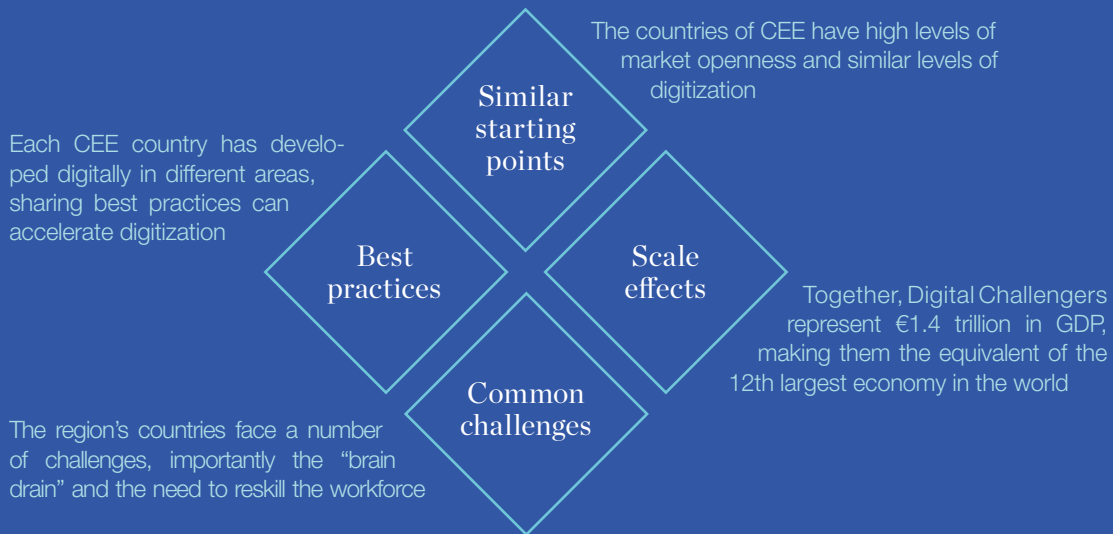 The countries of CEE have high levels of
market openness and similar levels of
digitization
Similar
starting
points
Each CEE country has develo-
ped digitally in different areas,
sharing best practices can
accelerate digitization
Best
practices
Scale
effects
Together, Digital Challengers
represent €1.4 trillion in GDP,
making them the equivalent of the
12th largest economy in the world
Common
challenges
The region’s countries face a number
of challenges, importantly the “brain
drain” and the need to reskill the workforce